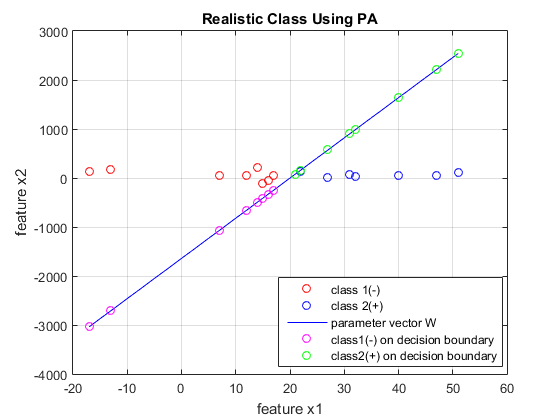 Realistic Class Using PA
3000
2000
1000
0
-1000
-2000
-3000
-4000
feature x2
class 1(-)
class 2(+)
parameter vector W
class1(-) on decision boundary
class2(+) on decision boundary
-20 -10 0 10 20 30 40 50 60
feature x1